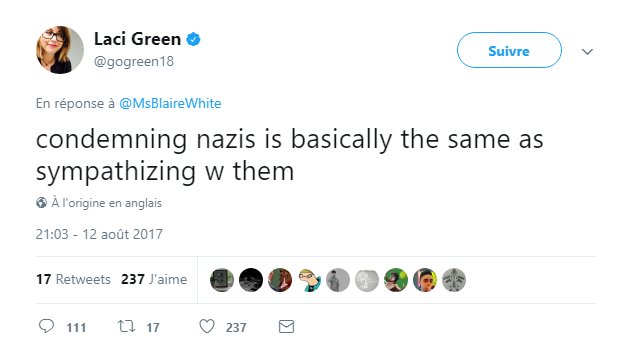 Laci Green
@gogreen18
Suivre
En réponse à @MsBlaireWhite
condemning nazis is basically the same as
sympathizing w them
À l'origine en anglais
21:03 - 12 août 2017
17 Retweets 237 J'aime
111 17 237